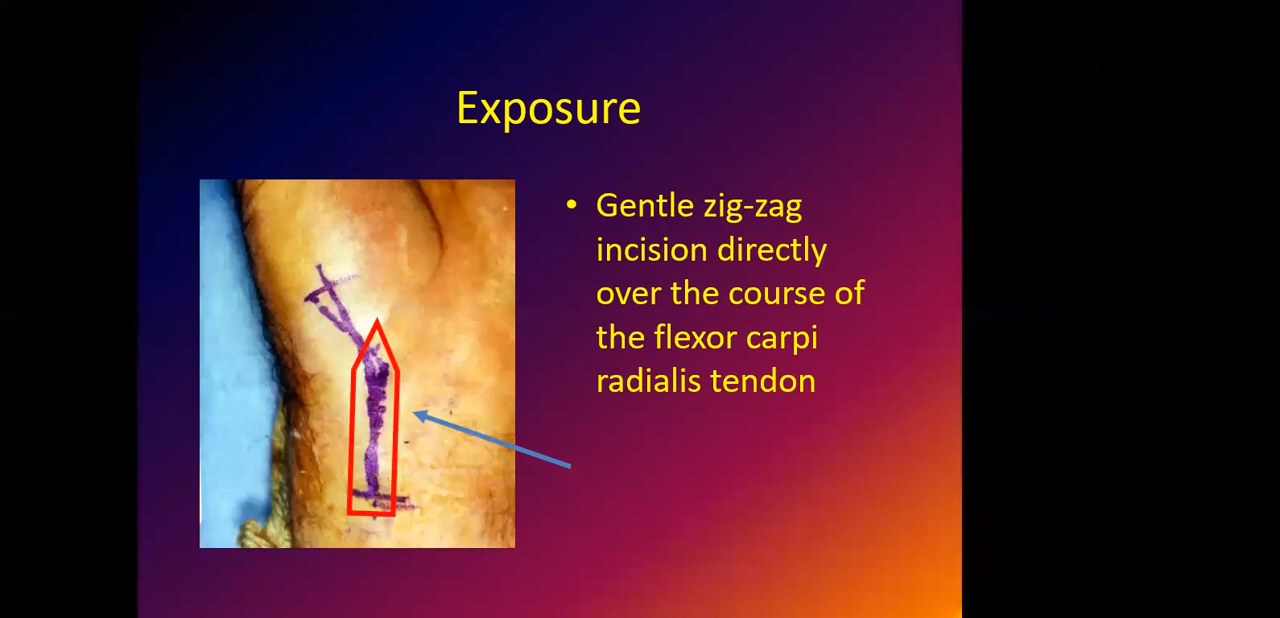 Exposure
• Gentle zig-zag
incision directly
over the course of
the flexor carpi
radialis tendon